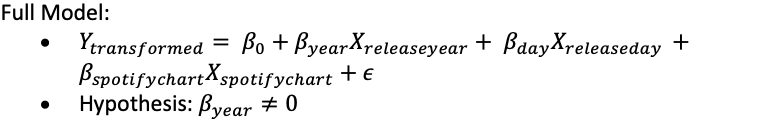 Full Model:
• Y_transformed = β_0 + β_year X_releaseyear + β_day X_releaseday +
β_spotifychart X_spotifychart + ϵ
• Hypothesis: β_year ≠ 0